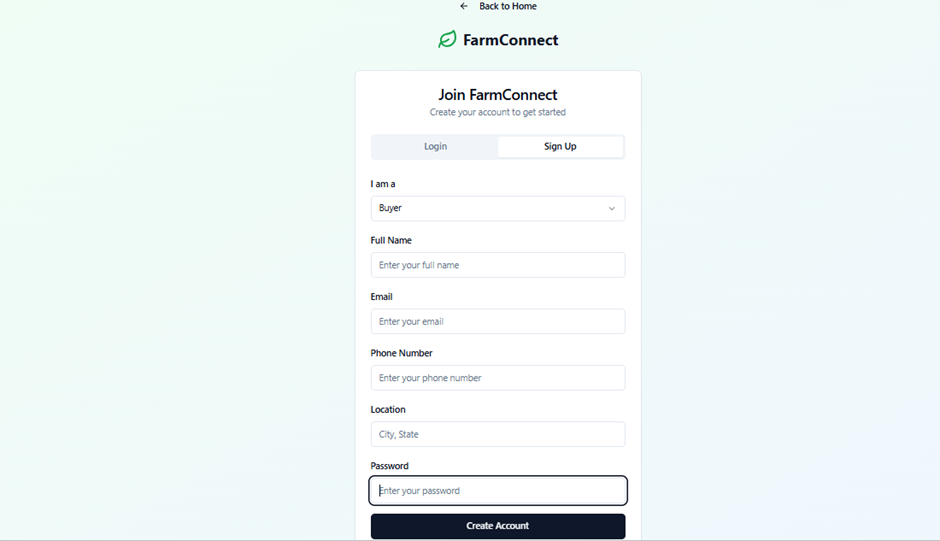 Back to Home
FarmConnect
Join FarmConnect
Create your account to get started
Login Sign Up
I am a
Buyer
Full Name
Enter your full name
Email
Enter your email
Phone Number
Enter your phone number
Location
City, State
Password
Enter your password
Create Account